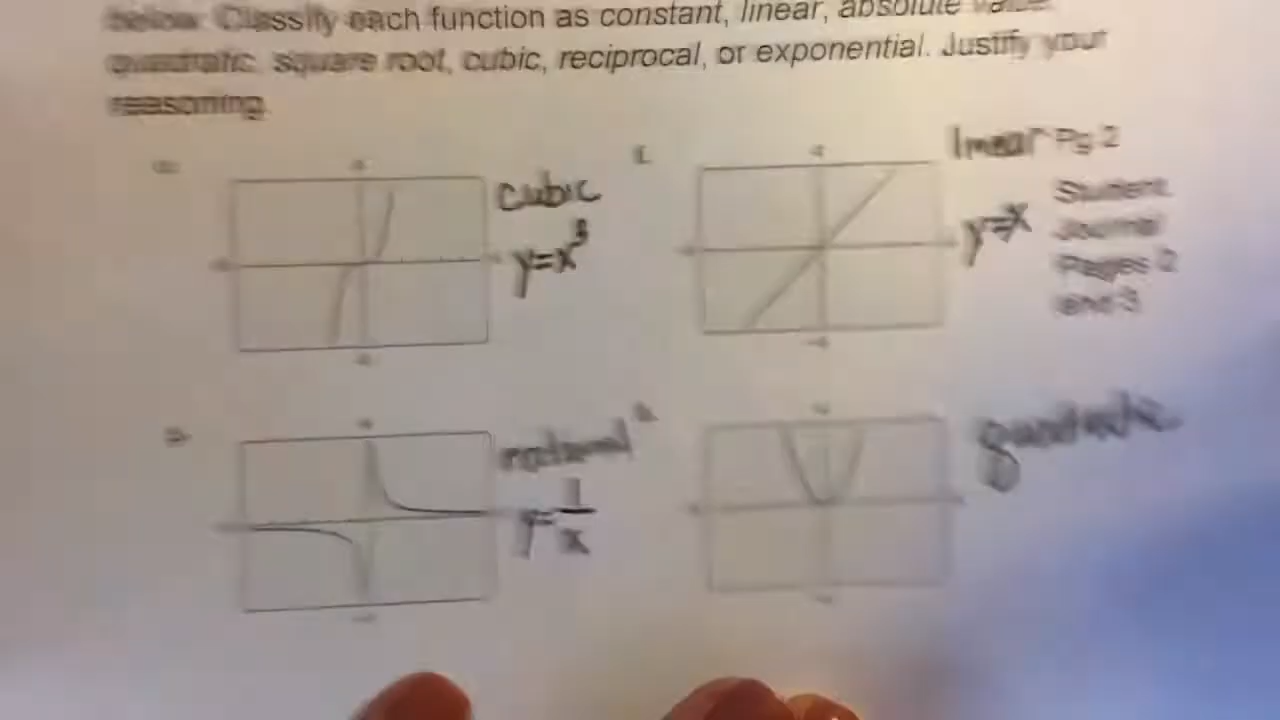 below. Classify each function as constant, linear, absolute value
quadratic, square root, cubic, reciprocal, or exponential. Justify your
reasoning.
cubic
y=x³
linear Pg 2
y=x
Student
Journal
Pages 2
and 3
rational
y=1/x
quadratic